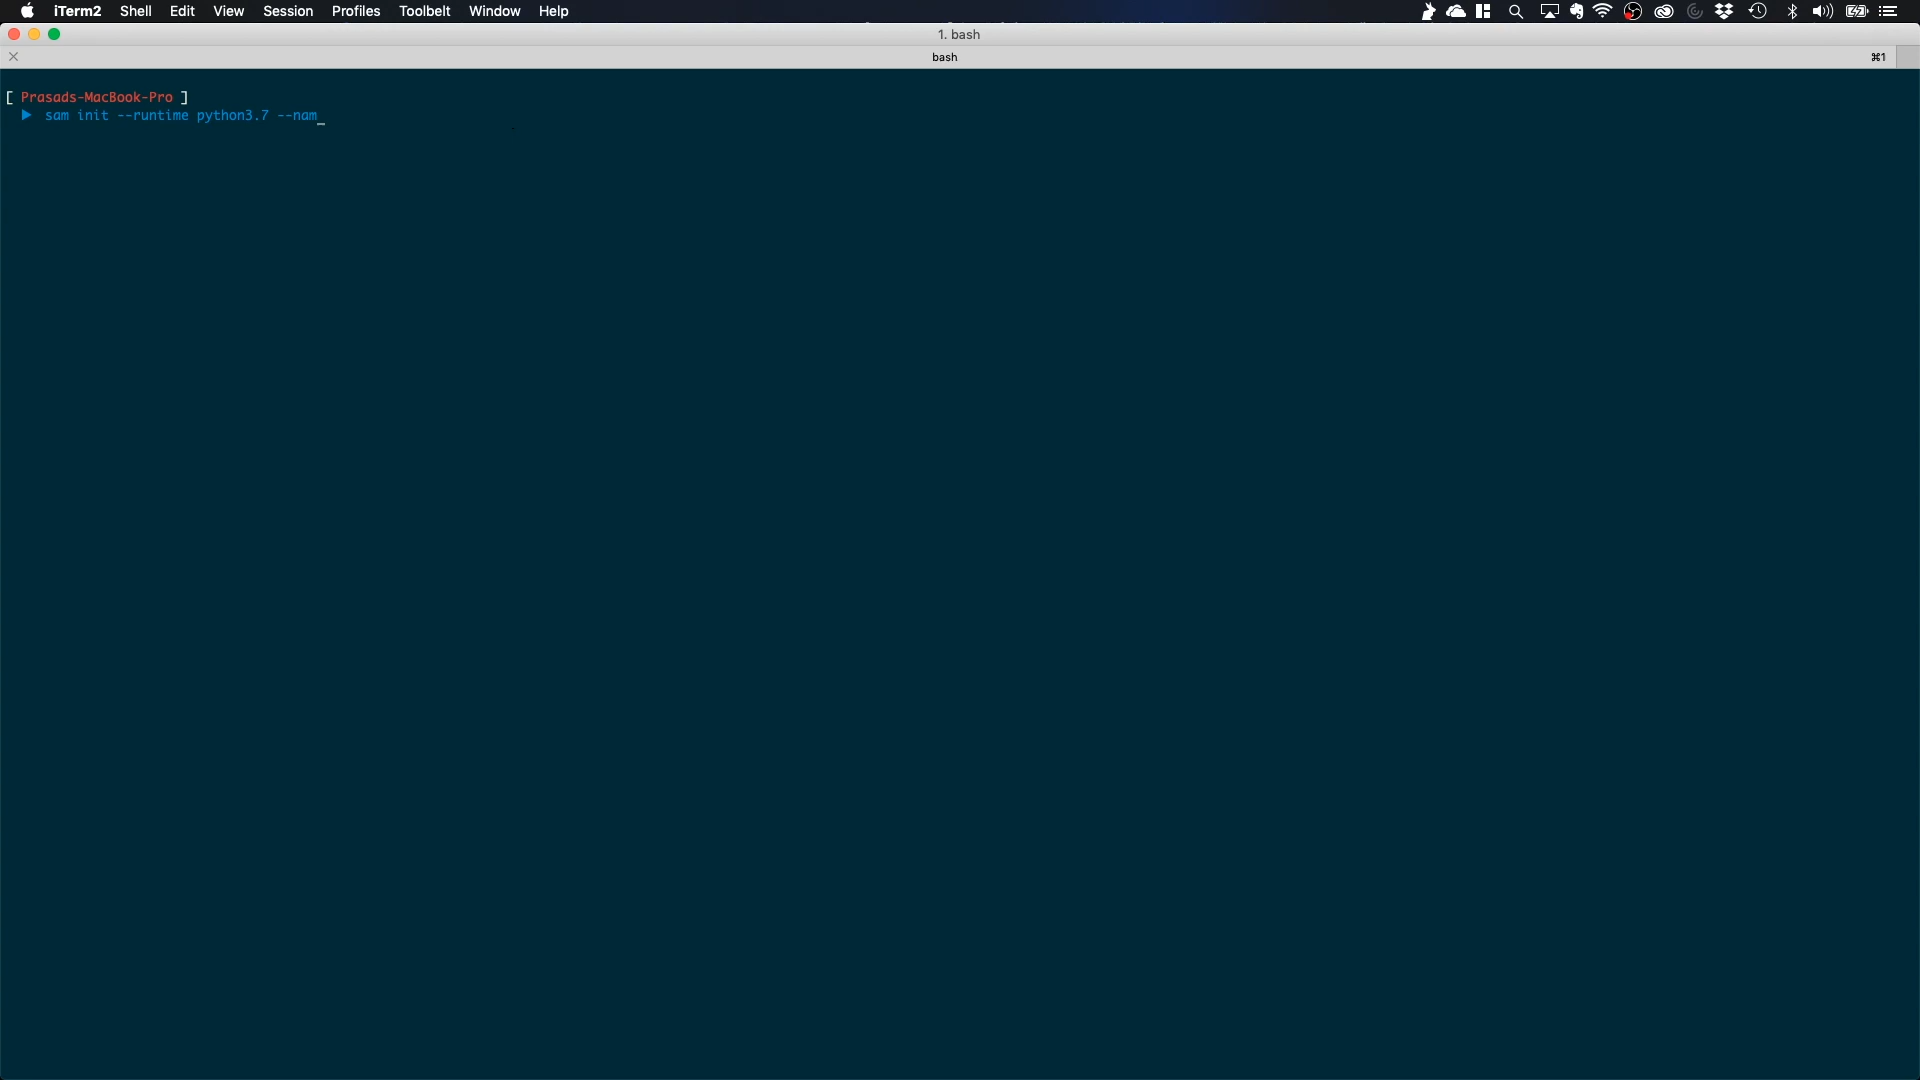 iTerm2 Shell Edit View Session Profiles Toolbelt Window Help
1. bash
bash ⌘1
[ Prasads-MacBook-Pro ]
▶ sam init --runtime python3.7 --nam_